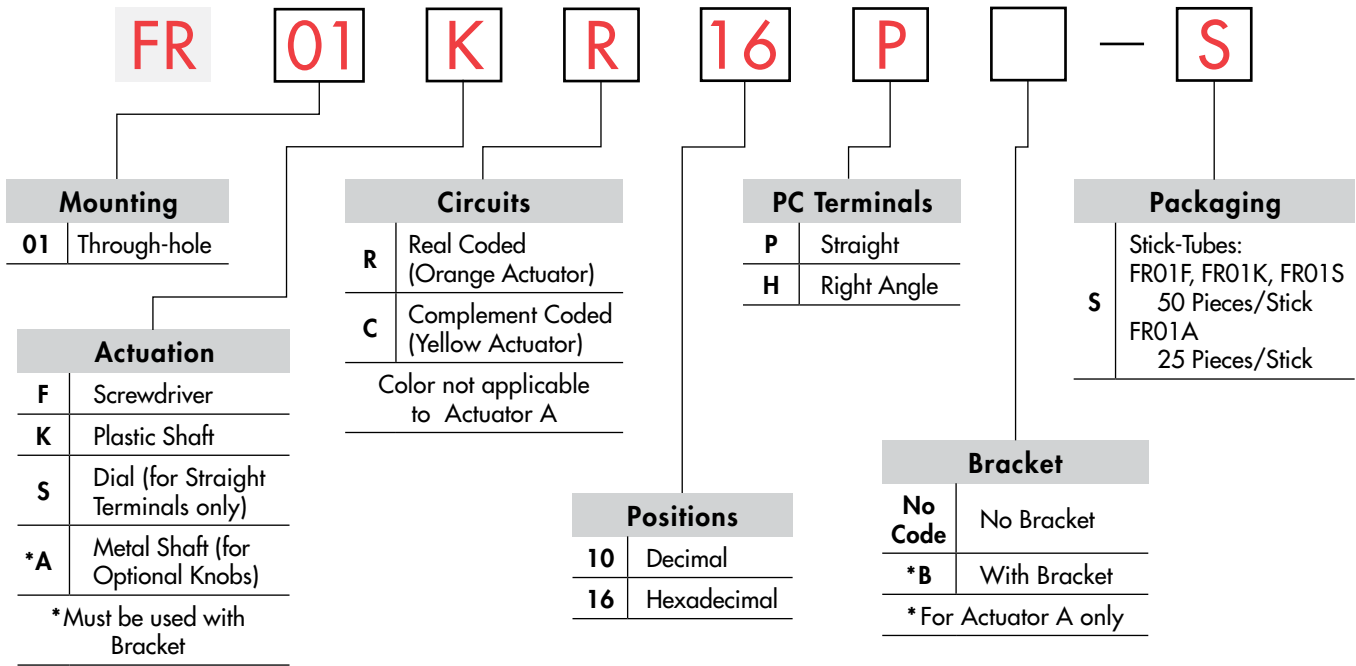 FR 01 K R 16 P — S
Mounting
01 Through-hole
Actuation
F Screwdriver
K Plastic Shaft
S Dial (for Straight
Terminals only)
*A Metal Shaft (for
Optional Knobs)
*Must be used with
Bracket
Circuits
R Real Coded
(Orange Actuator)
C Complement Coded
(Yellow Actuator)
Color not applicable
to Actuator A
Positions
10 Decimal
16 Hexadecimal
PC Terminals
P Straight
H Right Angle
Bracket
No
Code No Bracket
*B With Bracket
*For Actuator A only
Packaging
S Stick-Tubes:
FR01F, FR01K, FR01S
50 Pieces/Stick
FR01A
25 Pieces/Stick